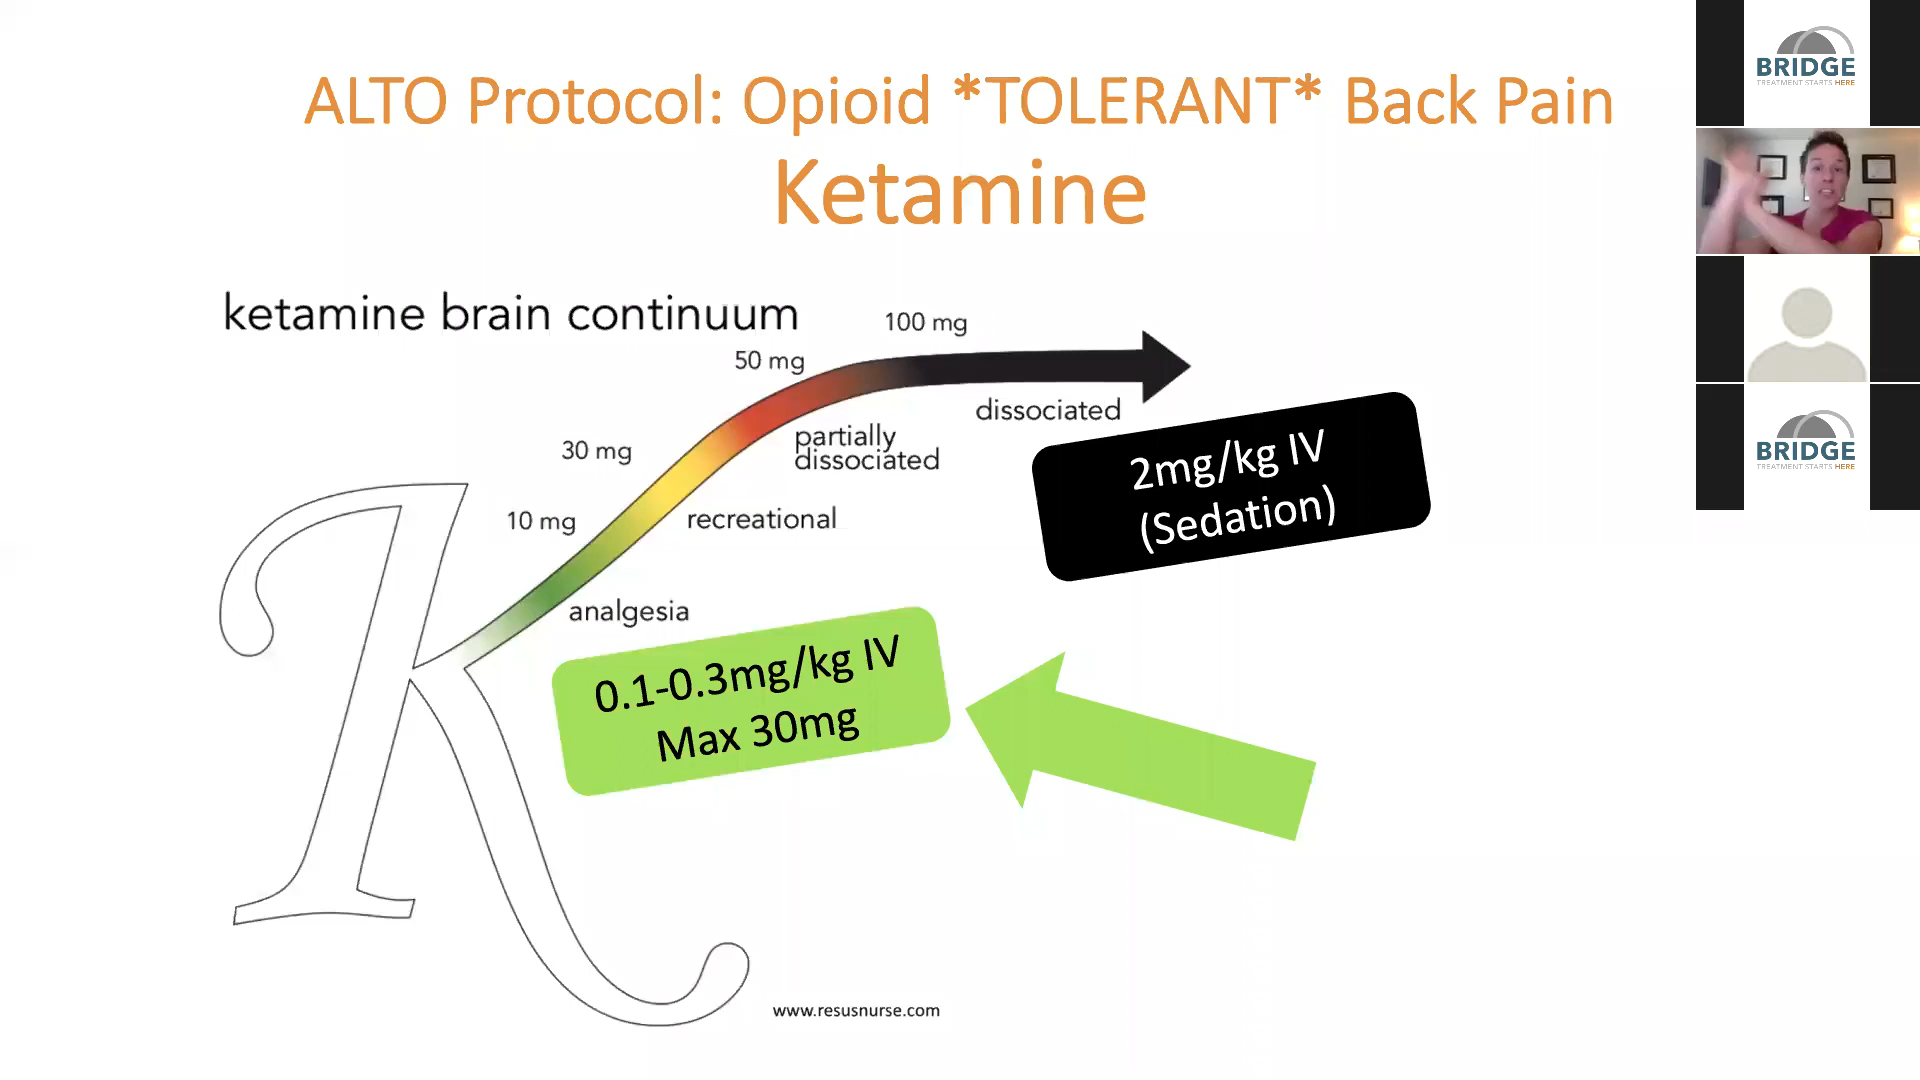 ALTO Protocol: Opioid *TOLERANT* Back Pain
Ketamine
ketamine brain continuum
100 mg
50 mg
dissociated
partially
dissociated
30 mg
10 mg
recreational
analgesia
2mg/kg IV
(Sedation)
0.1-0.3mg/kg IV
Max 30mg
www.resusnurse.com
BRIDGE
TREATMENT STARTS HERE
BRIDGE
TREATMENT STARTS HERE